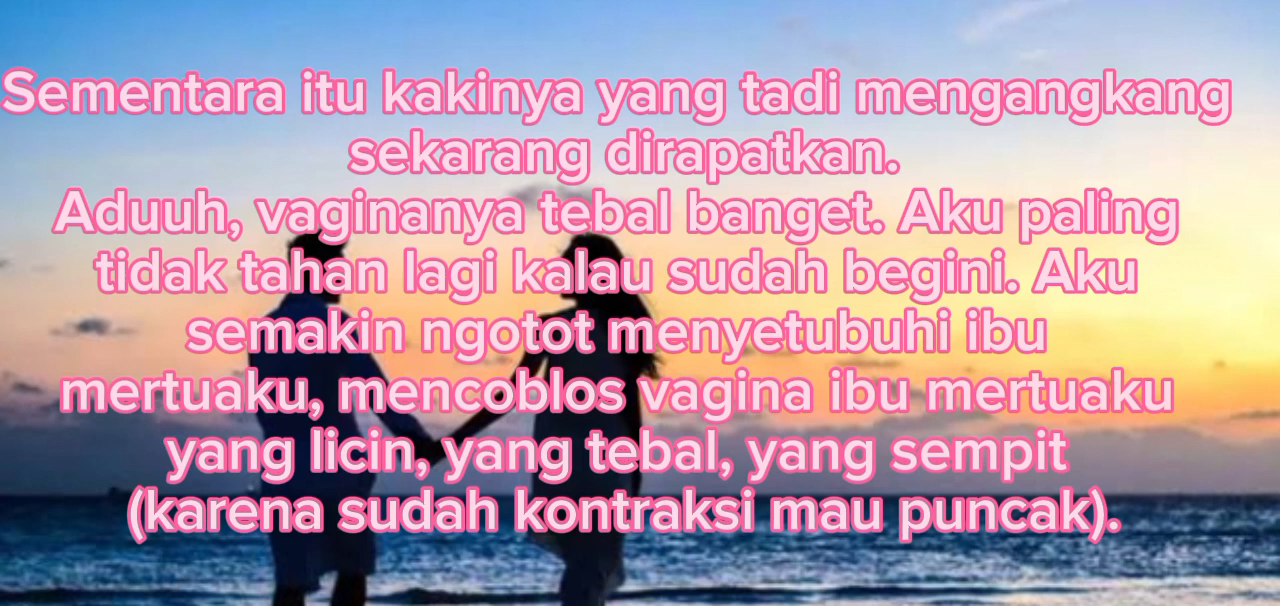 Sementara itu kakinya yang tadi mengangkang
sekarang dirapatkan.
Aduuh, vaginanya tebal banget. Aku paling
tidak tahan lagi kalau sudah begini. Aku
semakin ngotot menyetubuhi ibu
mertuaku, mencoblos vagina ibu mertuaku
yang licin, yang tebal, yang sempit
(karena sudah kontraksi mau puncak).